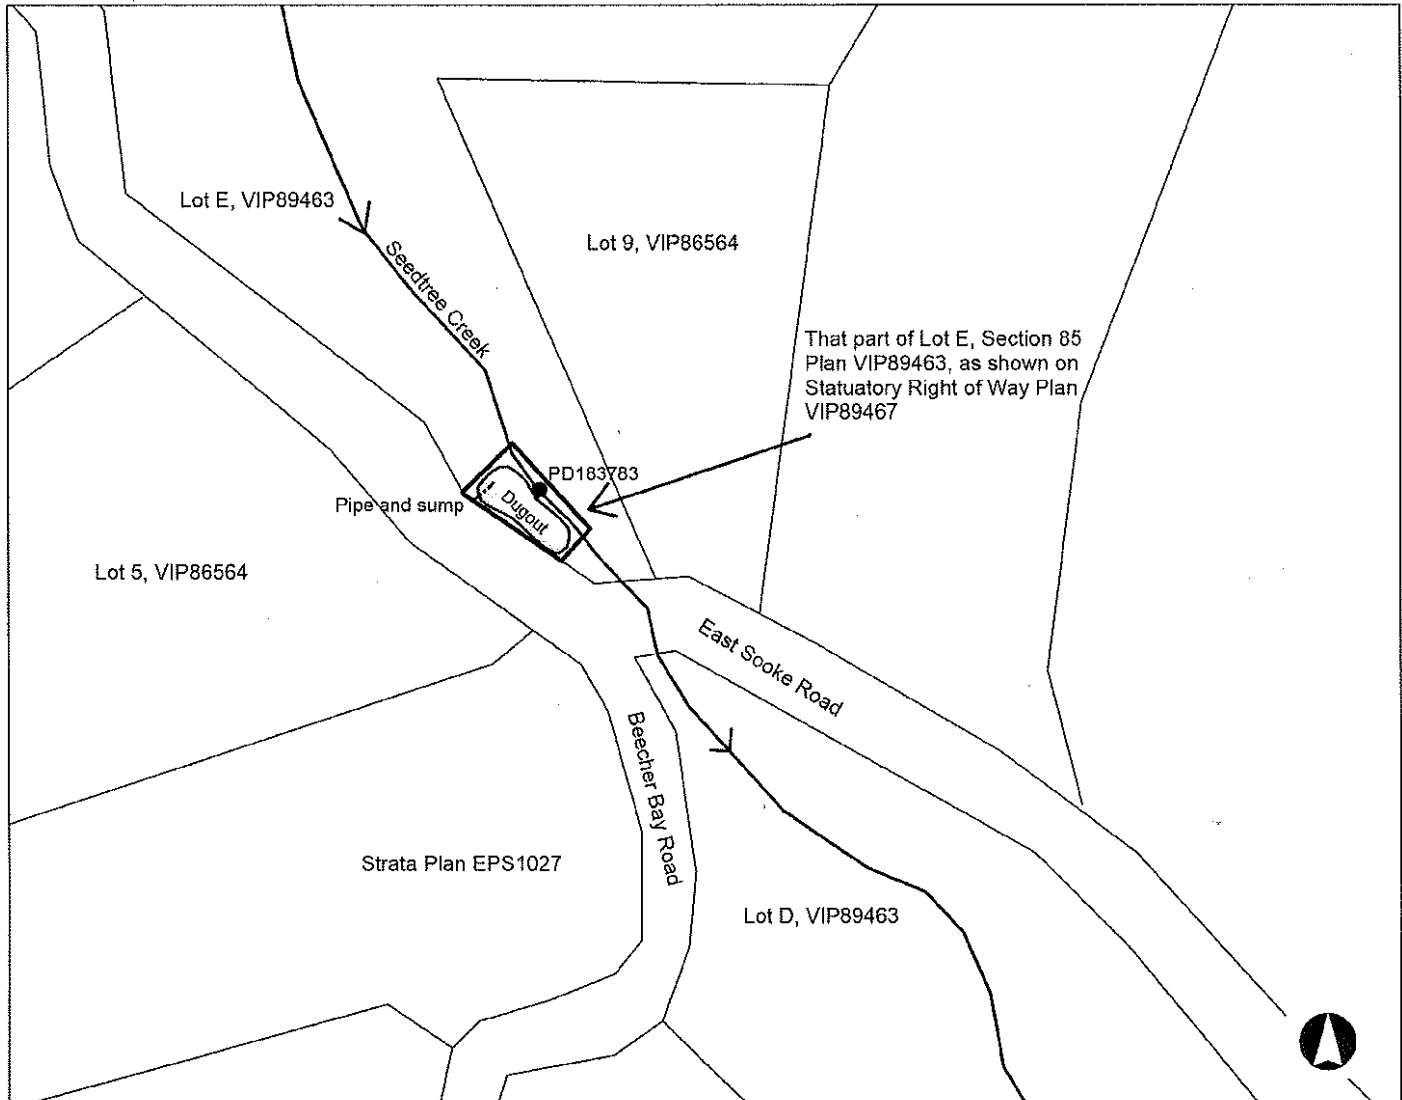 Lot E, VIP89463
Lot 9, VIP86564
Seedtree Creek
That part of Lot E, Section 85
Plan VIP89463, as shown on
Statuatory Right of Way Plan
VIP89467
PD183783
Pipe and sump
Dugout
Lot 5, VIP86564
East Sooke Road
Beecher Bay Road
Strata Plan EPS1027
Lot D, VIP89463